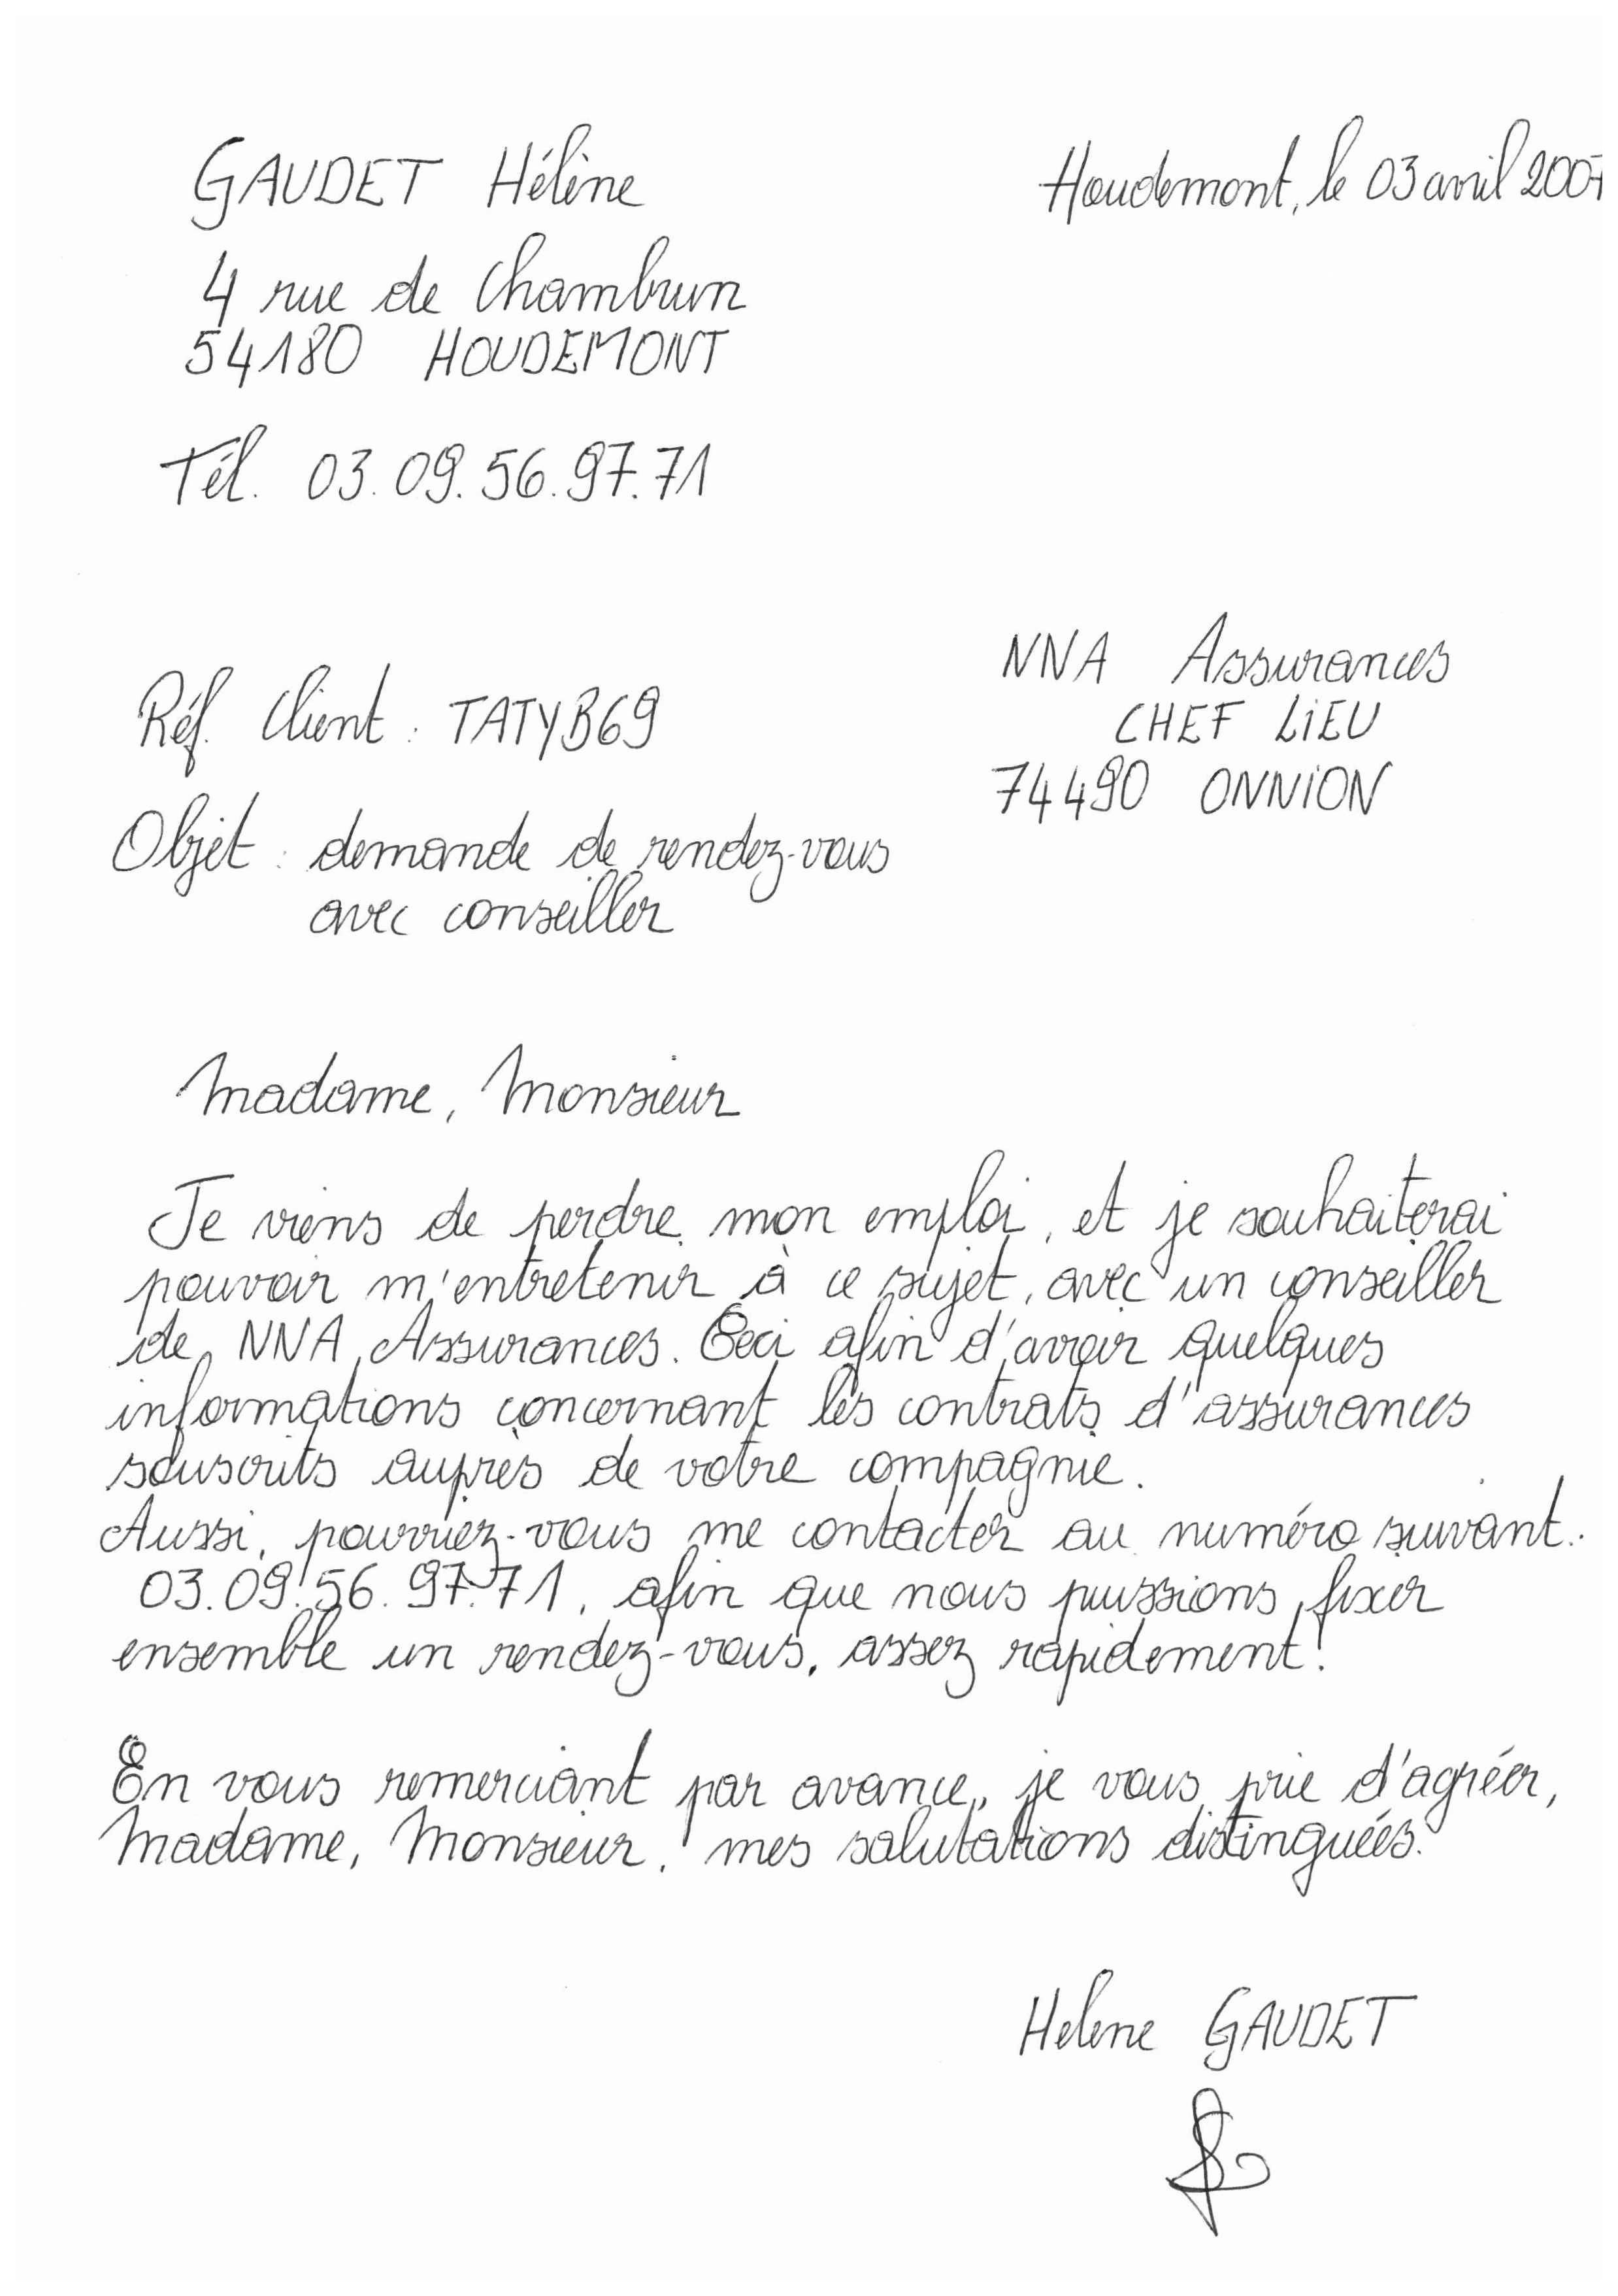 GAUDET Hélène
Houdemont, le 03 avril 2007
4 rue de Chambrun
54180 HOUDEMONT
Tél. 03.09.56.97.71
NNA Assurances
CHEF LIEU
74490 ONNION
Réf. Client : TATYB69
Objet : demande de rendez-vous
avec conseiller
Madame, Monsieur
Je viens de perdre mon emploi, et je souhaiterai
pouvoir m'entretenir à ce sujet, avec un conseiller
de NNA Assurances. Ceci afin d'avoir quelques
informations concernant les contrats d'assurances
souscrits auprès de votre compagnie.
Aussi, pourriez-vous me contacter au numéro suivant :
03.09.56.97.71, afin que nous puissions fixer
ensemble un rendez-vous, assez rapidement.
En vous remerciant par avance, je vous prie d'agréer,
Madame, Monsieur, mes salutations distinguées.
Helene GAUDET